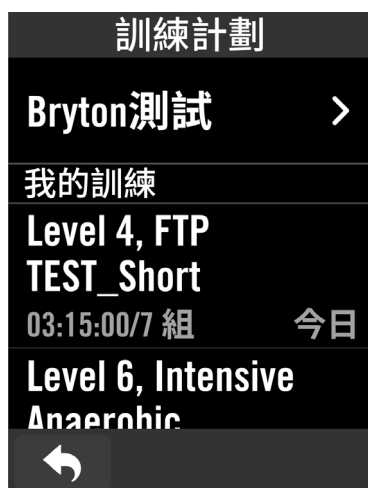 訓練計劃
Bryton測試
我的訓練
Level 4, FTP
TEST_Short
03:15:00/7 組 今日
Level 6, Intensive
Anaerobic